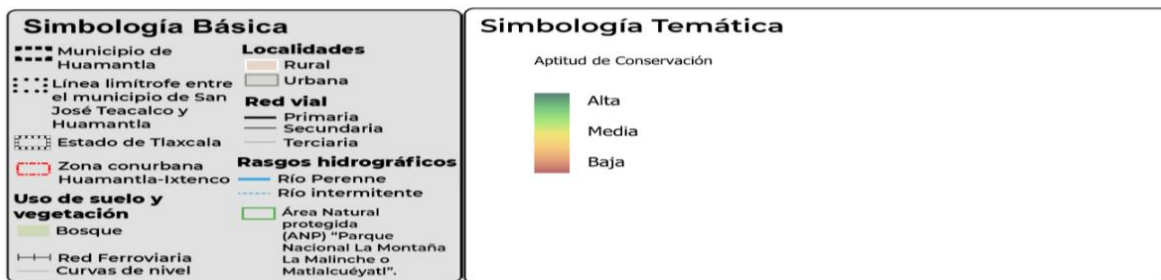 Simbología Básica
Municipio de
Huamantla
Línea limítrofe entre
el municipio de San
José Teacalco y
Huamantla
Estado de Tlaxcala
Zona conurbana
Huamantla-Ixtenco
Uso de suelo y
vegetación
Bosque
Red Ferroviaria
Curvas de nivel
Localidades
Rural
Urbana
Red vial
Primaria
Secundaria
Terciaria
Rasgos hidrográficos
Río Perenne
Río intermitente
Área Natural
protegida
(ANP) “Parque
Nacional La Montaña
La Malinche o
Matlalcuéyatl”.
Simbología Temática
Aptitud de Conservación
Alta
Media
Baja